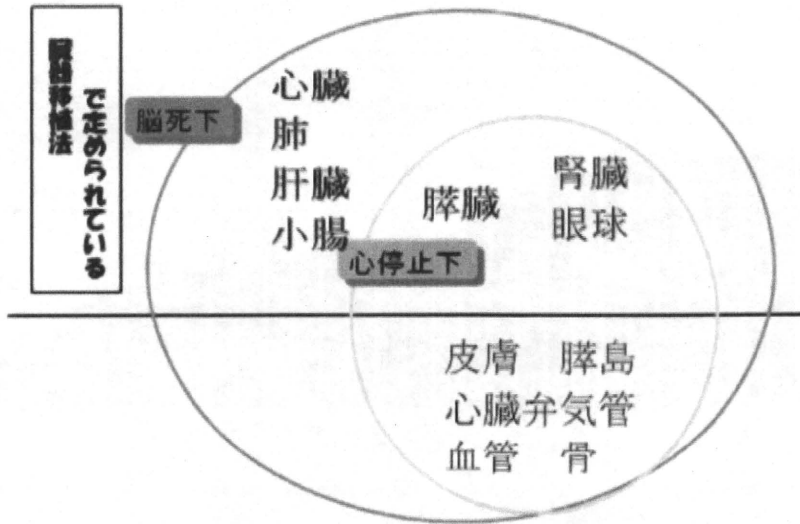 臓器移植法
で定められている
脳死下
心臓
肺
肝臓
小腸
膵臓
腎臓
眼球
心停止下
皮膚 膵島
心臓弁気管
血管 骨